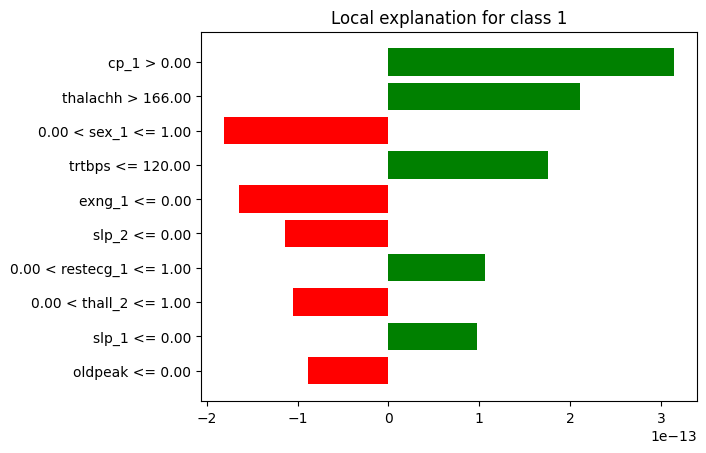 Local explanation for class 1
cp_1 > 0.00
thalachh > 166.00
0.00 < sex_1 <= 1.00
trtbps <= 120.00
exng_1 <= 0.00
slp_2 <= 0.00
0.00 < restecg_1 <= 1.00
0.00 < thall_2 <= 1.00
slp_1 <= 0.00
oldpeak <= 0.00
−2 −1 0 1 2 3
1e−13